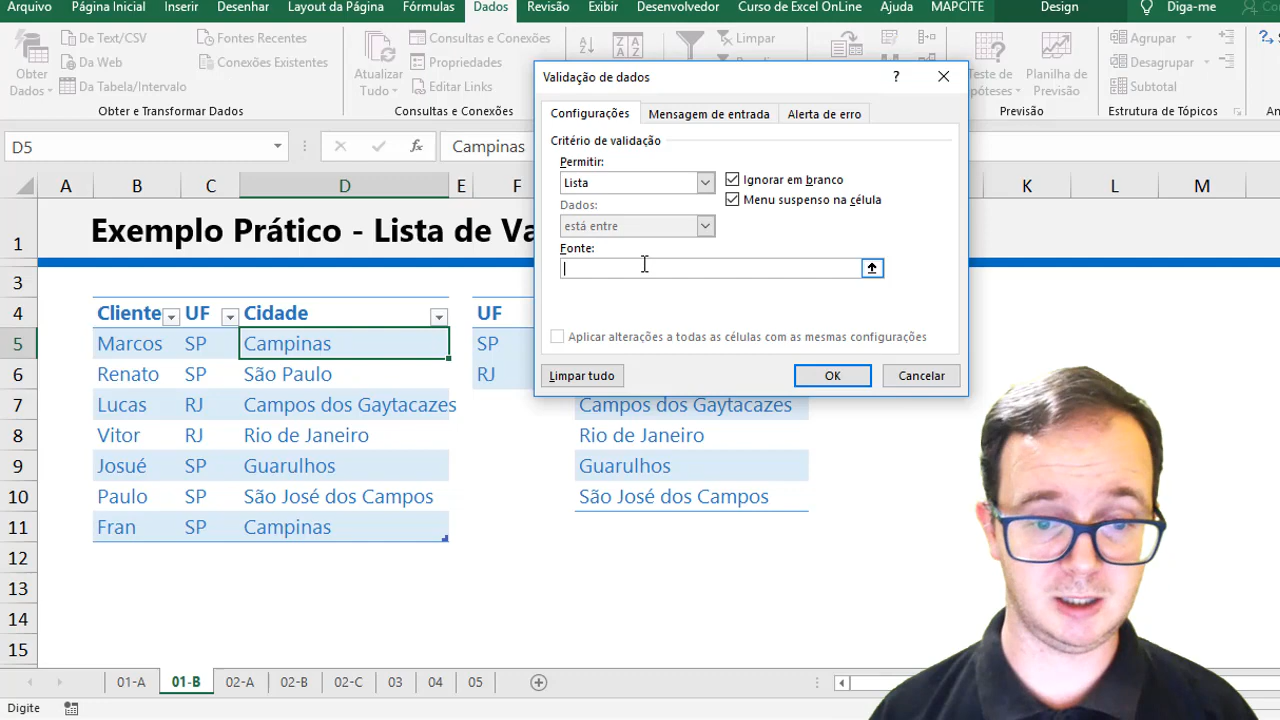 Arquivo Página Inicial Inserir Desenhar Layout da Página Fórmulas Dados Revisão Exibir Desenvolvedor Curso de Excel OnLine Ajuda MAPCITE Design Diga-me
De Text/CSV Fontes Recentes Consultas e Conexões Limpar Agrupar
Da Web Conexões Existentes Propriedades Desagrupar
Obter Dados Da Tabela/Intervalo Atualizar Tudo Editar Links Teste de Planilha de Previsão Subtotal
Obter e Transformar Dados Consultas e Conexões Previsão Estrutura de Tópicos
Validação de dados ?
Configurações Mensagem de entrada Alerta de erro
Critério de validação
Permitir:
Lista Ignorar em branco
Dados: Menu suspenso na célula
está entre
Fonte:
Aplicar alterações a todas as células com as mesmas configurações
Limpar tudo OK Cancelar
D5 fx Campinas
A B C D E F K L M
1 Exemplo Prático - Lista de
3
4 Cliente UF Cidade UF
5 Marcos SP Campinas SP
6 Renato SP São Paulo RJ
7 Lucas RJ Campos dos Gaytacazes Campos dos Gaytacazes
8 Vitor RJ Rio de Janeiro Rio de Janeiro
9 Josué SP Guarulhos Guarulhos
10 Paulo SP São José dos Campos São José dos Campos
11 Fran SP Campinas
12
13
14
15
01-A 01-B 02-A 02-B 02-C 03 04 05
Digite